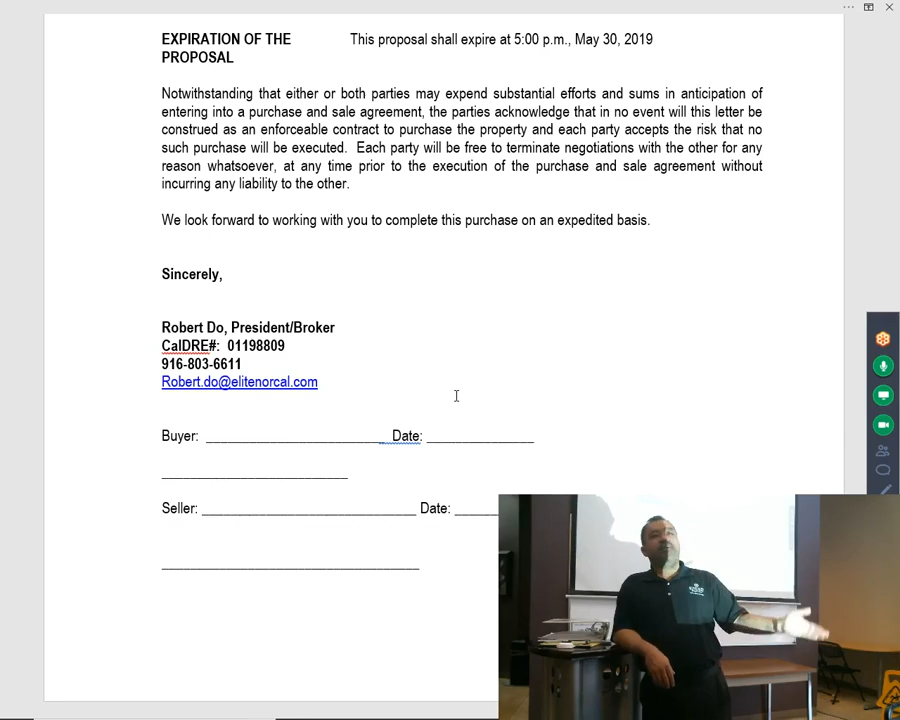 EXPIRATION OF THE This proposal shall expire at 5:00 p.m., May 30, 2019
PROPOSAL
Notwithstanding that either or both parties may expend substantial efforts and sums in anticipation of
entering into a purchase and sale agreement, the parties acknowledge that in no event will this letter be
construed as an enforceable contract to purchase the property and each party accepts the risk that no
such purchase will be executed. Each party will be free to terminate negotiations with the other for any
reason whatsoever, at any time prior to the execution of the purchase and sale agreement without
incurring any liability to the other.
We look forward to working with you to complete this purchase on an expedited basis.
Sincerely,
Robert Do, President/Broker
CalDRE#: 01198809
916-803-6611
Robert.do@elitenorcal.com
Buyer: _________________________ Date: _______________
__________________________
Seller: ______________________________ Date: ______
____________________________________